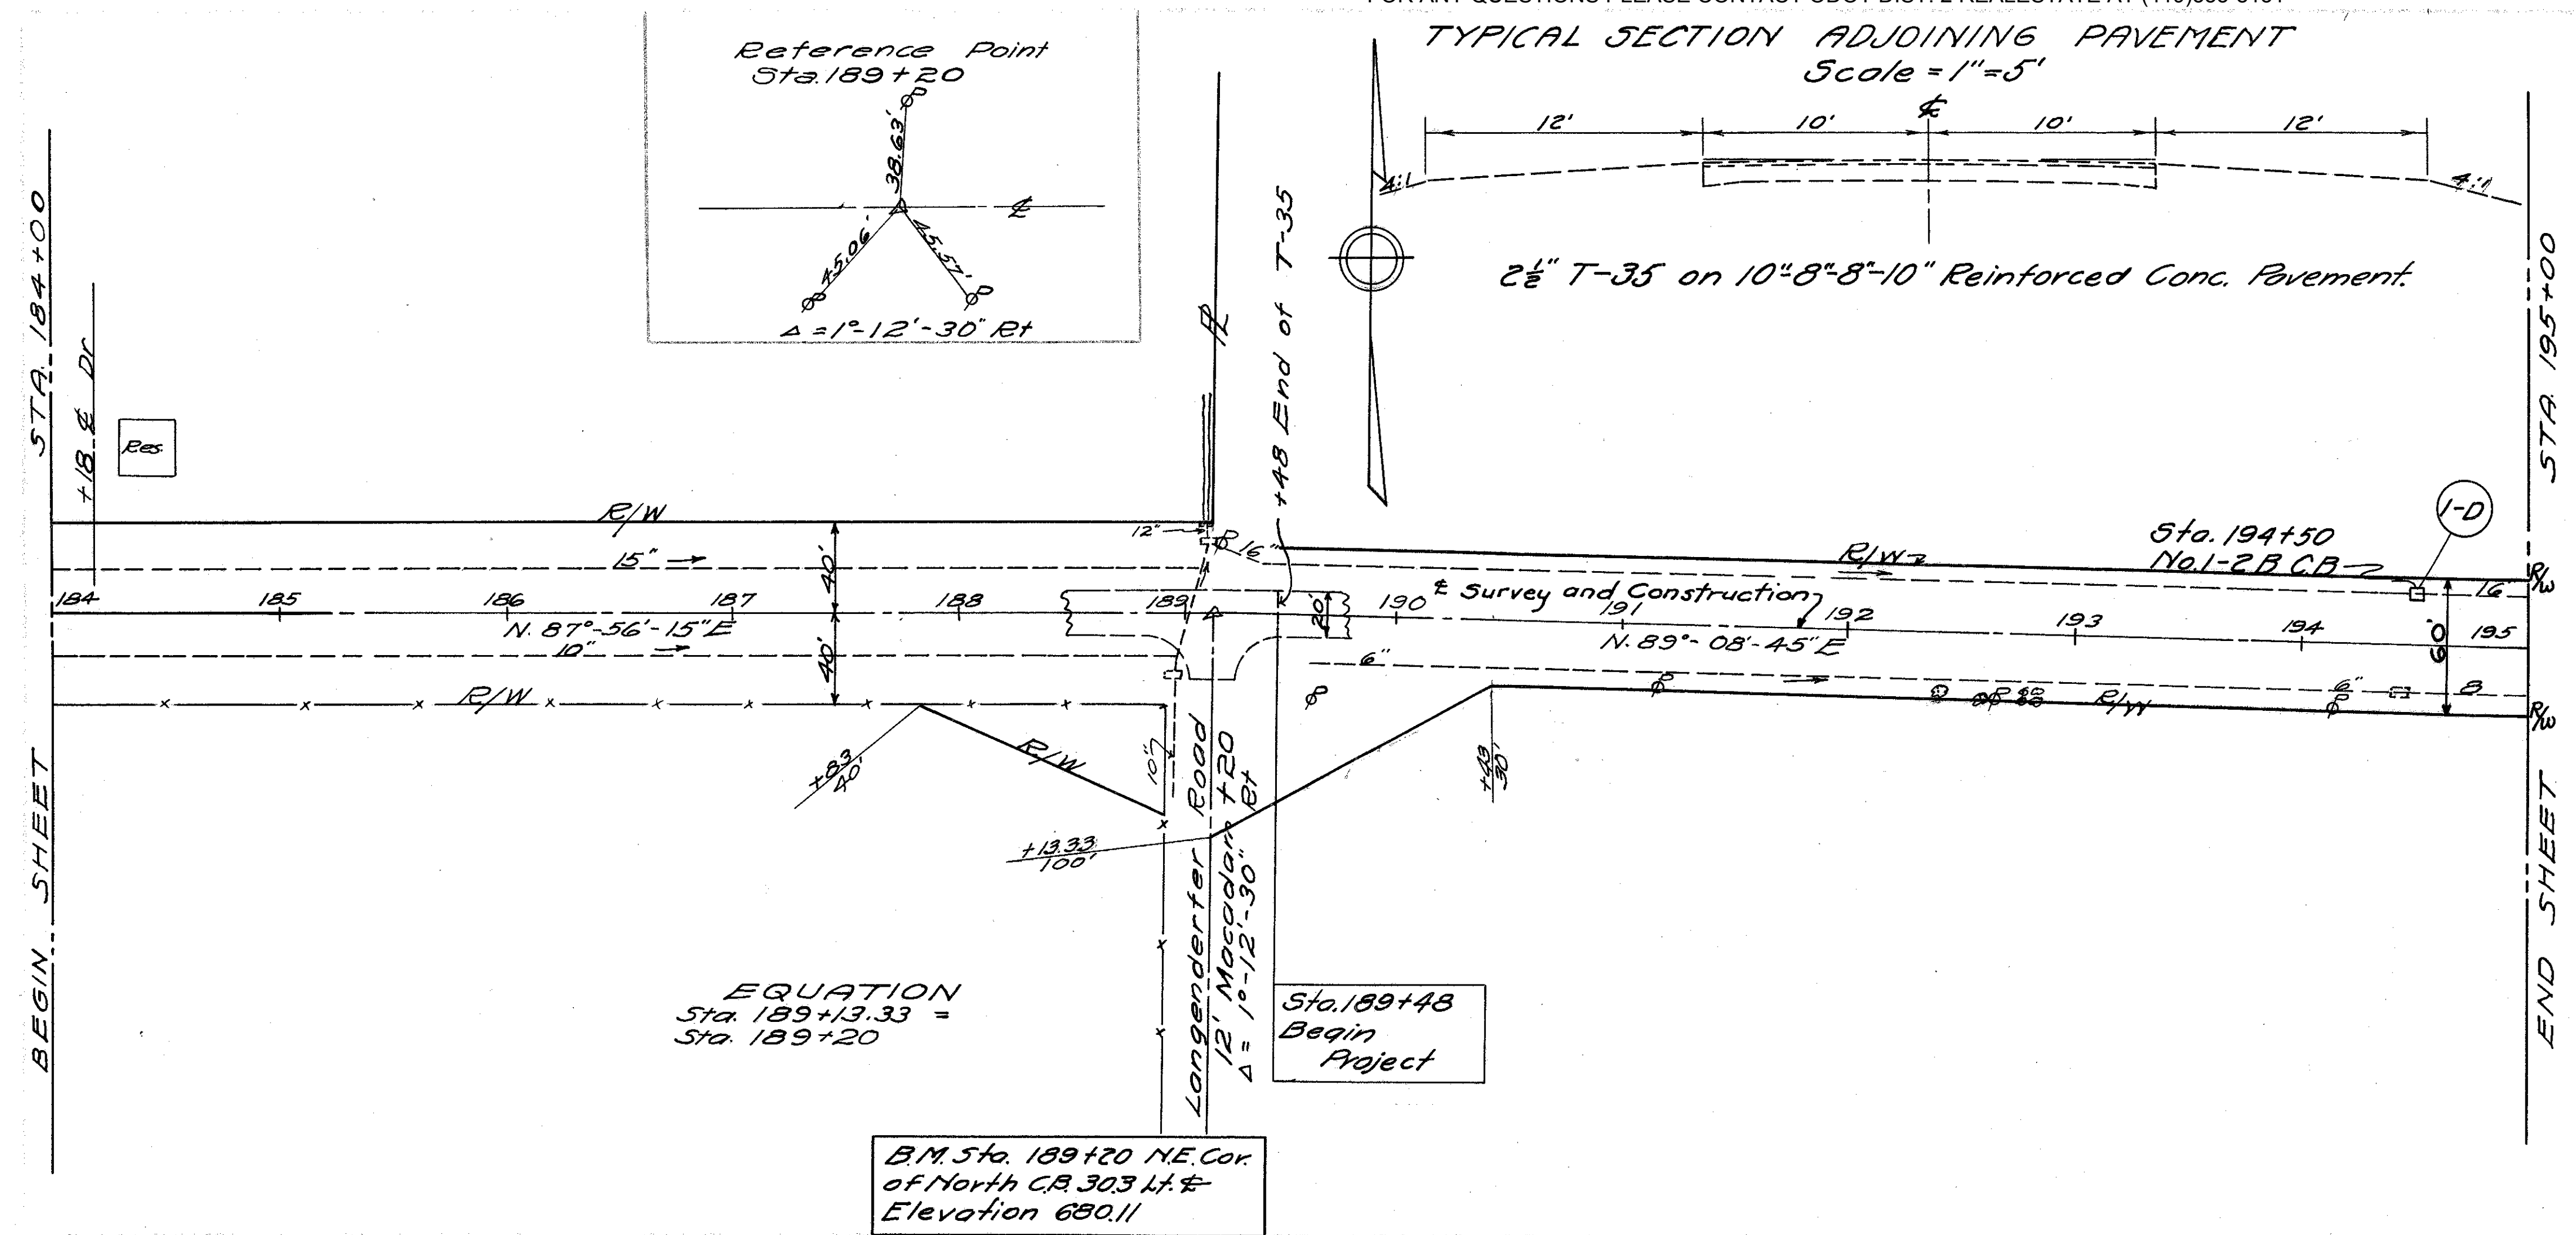 Reference Point
Sta. 189+20
38.63'
℄
45.06'
45.57'
Δ = 1°-12'-30" Rt
TYPICAL SECTION ADJOINING PAVEMENT
Scale = 1"=5'
℄
12'
10'
10'
12'
4:1
4:1
2½" T-35 on 10"-8"-8"-10" Reinforced Conc. Pavement.
STA. 184+00
BEGIN SHEET
+18 ℄ Dr
Res.
R/W
15"
40'
40'
184
185
186
187
188
189
190
191
192
193
194
195
N. 87°-56'-15" E
10"
R/W
12"
16"
PL
+48 End of T-35
20'
℄ Survey and Construction
N. 89°-08'-45" E
R/W
Sta. 194+50
No.1-2B C.B.
1-D
R/W
16
60'
6"
6"
8
R/W
R/W
+83
40'
R/W
10"
+13.33
100'
+43
30'
Langenderfer Road
12' Macadam +20
Δ = 1°-12'-30" Rt
EQUATION
Sta. 189+13.33 =
Sta. 189+20
Sta. 189+48
Begin
Project
B.M. Sta. 189+20 N.E. Cor.
of North C.B. 30.3 Lt. ℄
Elevation 680.11
STA. 195+00
END SHEET